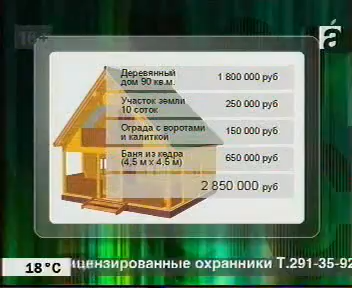 16+
á
Деревянный
дом 90 кв.м. 1 800 000 руб
Участок земли
10 соток 250 000 руб
Ограда с воротами
и калиткой 150 000 руб
Баня из кедра
(4,5 м х 4,5 м) 650 000 руб
2 850 000 руб
18°C ицензированные охранники Т.291-35-92